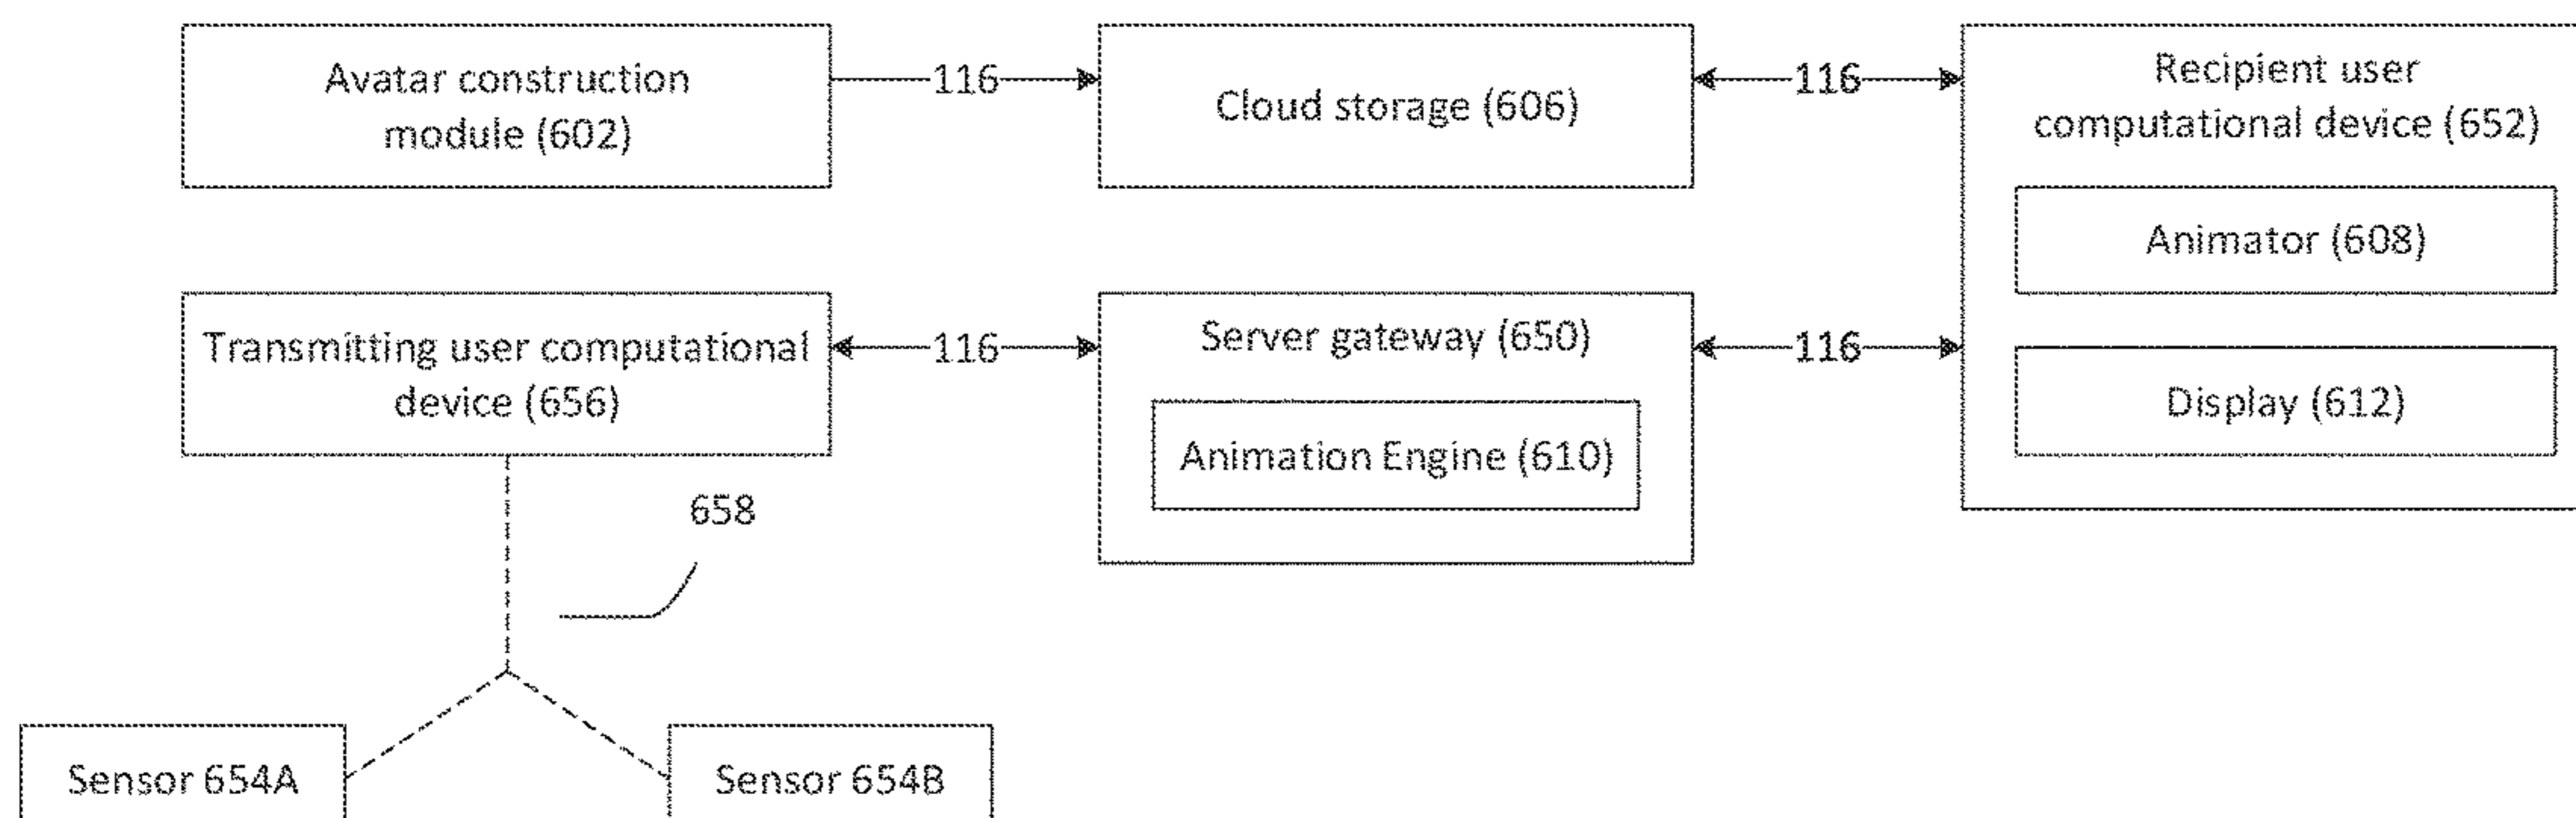 Avatar construction
module (602)
116
Cloud storage (606)
116
Recipient user
computational device (652)
Animator (608)
Display (612)
Transmitting user computational
device (656)
116
Server gateway (650)
Animation Engine (610)
116
658
Sensor 654A
Sensor 654B